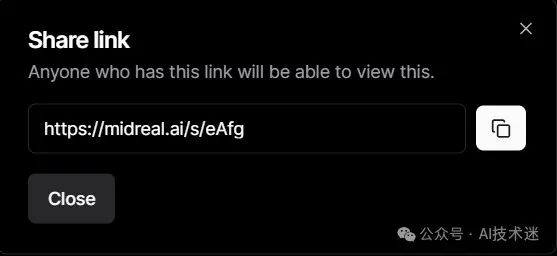 Share link
Anyone who has this link will be able to view this.
https://midreal.ai/s/eAfg
Close
公众号 · AI技术迷